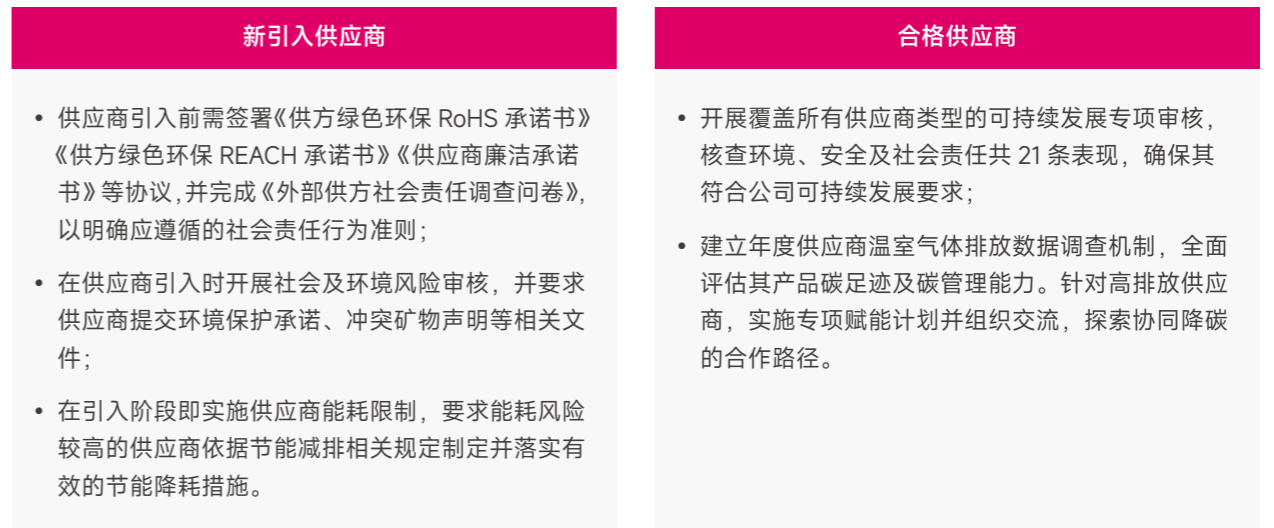 新引入供应商
• 供应商引入前需签署《供方绿色环保 RoHS 承诺书》
《供方绿色环保 REACH 承诺书》《供应商廉洁承诺
书》等协议，并完成《外部供方社会责任调查问卷》，
以明确应遵循的社会责任行为准则；
• 在供应商引入时开展社会及环境风险审核，并要求
供应商提交环境保护承诺、冲突矿物声明等相关文
件；
• 在引入阶段即实施供应商能耗限制，要求能耗风险
较高的供应商依据节能减排相关规定制定并落实有
效的节能降耗措施。
合格供应商
• 开展覆盖所有供应商类型的可持续发展专项审核，
核查环境、安全及社会责任共 21 条表现，确保其
符合公司可持续发展要求；
• 建立年度供应商温室气体排放数据调查机制，全面
评估其产品碳足迹及碳管理能力。针对高排放供应
商，实施专项赋能计划并组织交流，探索协同降碳
的合作路径。